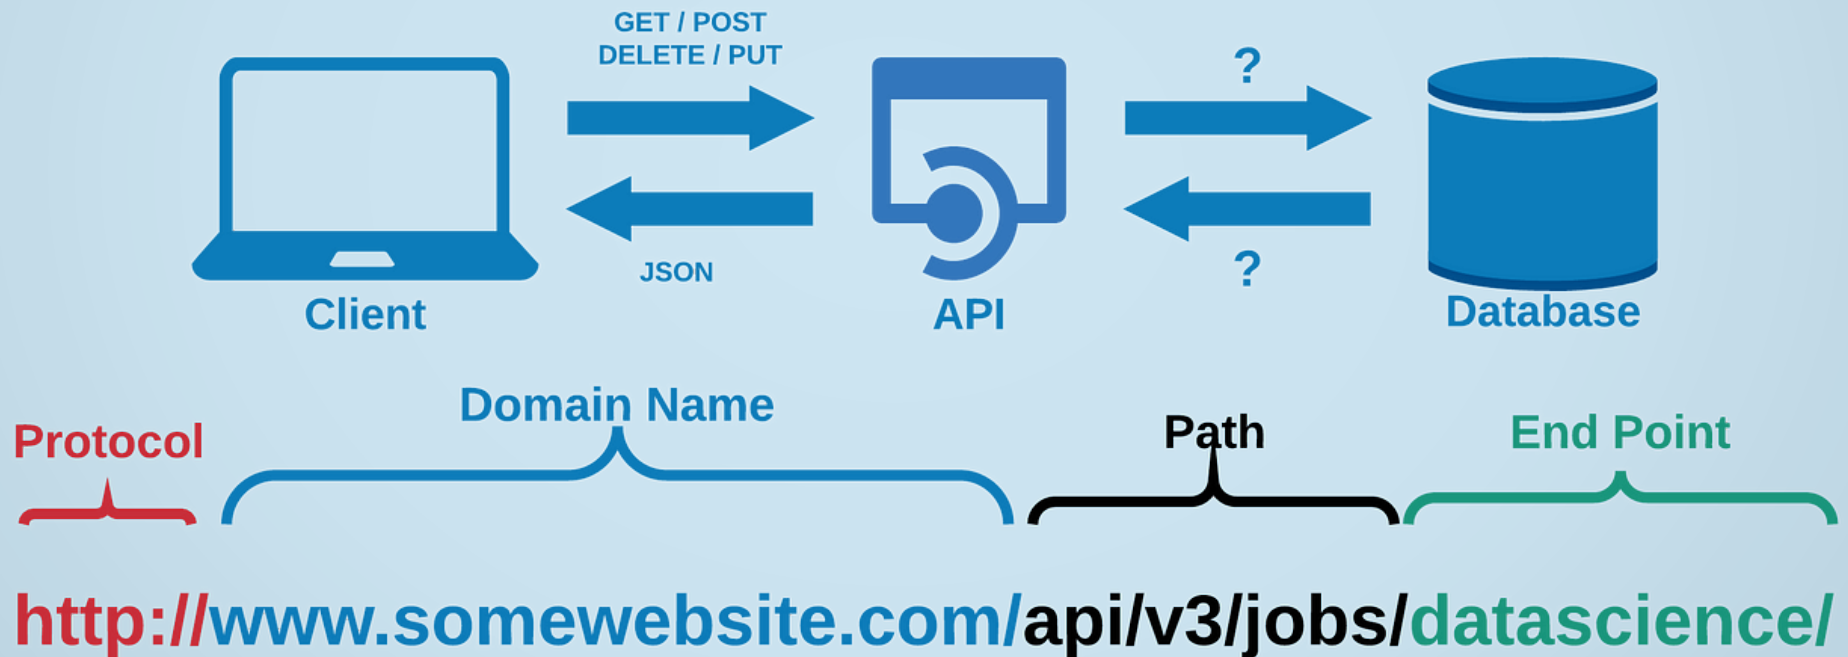 GET / POST
DELETE / PUT
?
JSON
?
Client
API
Database
Domain Name
Protocol
Path
End Point
http://www.somewebsite.com/api/v3/jobs/datascience/